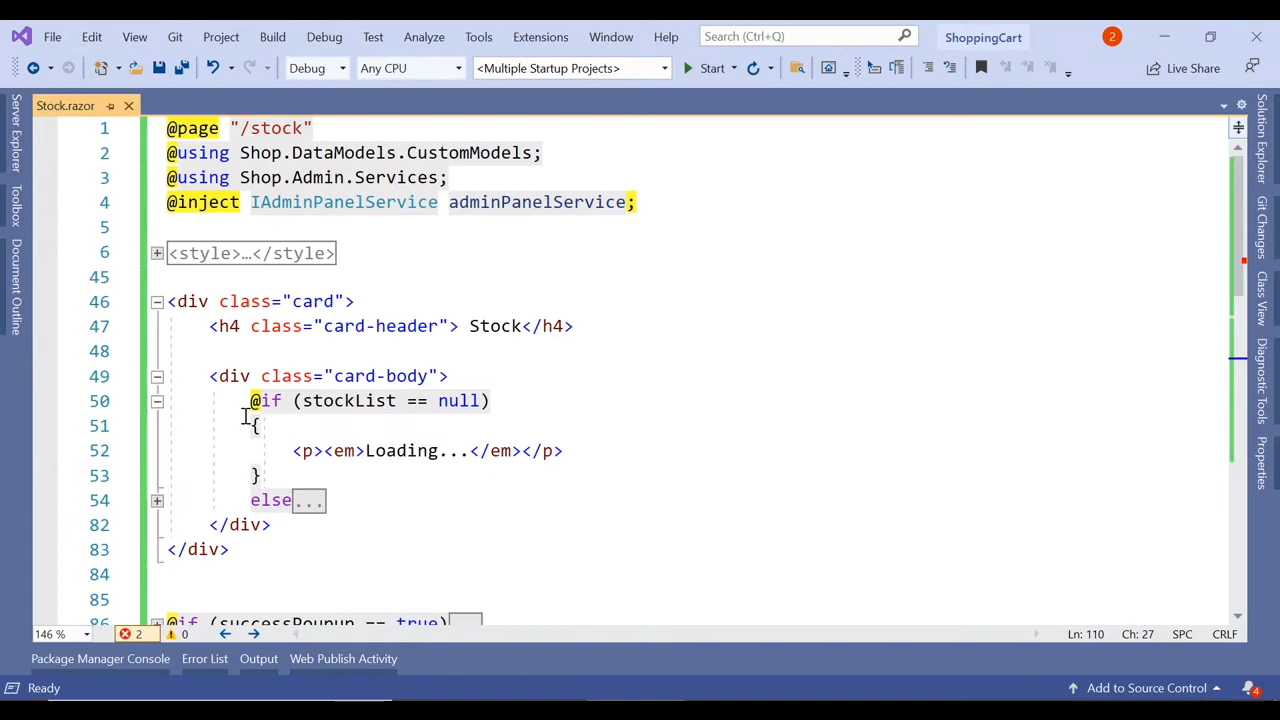 File Edit View Git Project Build Debug Test Analyze Tools Extensions Window Help Search (Ctrl+Q) ShoppingCart 2
Debug Any CPU <Multiple Startup Projects> Start Live Share
Stock.razor
1 @page "/stock"
2 @using Shop.DataModels.CustomModels;
3 @using Shop.Admin.Services;
4 @inject IAdminPanelService adminPanelService;
5
6 <style>...</style>
45
46 <div class="card">
47 <h4 class="card-header"> Stock</h4>
48
49 <div class="card-body">
50 @if (stockList == null)
51 {
52 <p><em>Loading...</em></p>
53 }
54 else...
82 </div>
83 </div>
84
85
86 @if (successPopup == true)...
146 % 2 0 Ln: 110 Ch: 27 SPC CRLF
Package Manager Console Error List Output Web Publish Activity
Ready Add to Source Control 4
Server Explorer
Toolbox
Document Outline
Solution Explorer
Git Changes
Class View
Diagnostic Tools
Properties